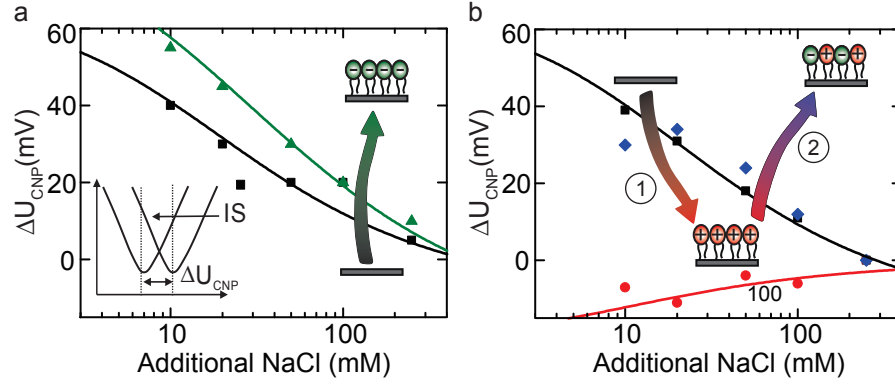 a
60
40
20
0
ΔU_CNP(mV)
IS
ΔU_CNP
− − − −
10
100
Additional NaCl (mM)
b
60
40
20
0
ΔU_CNP(mV)
− + − +
1
2
+ + + +
100
10
100
Additional NaCl (mM)